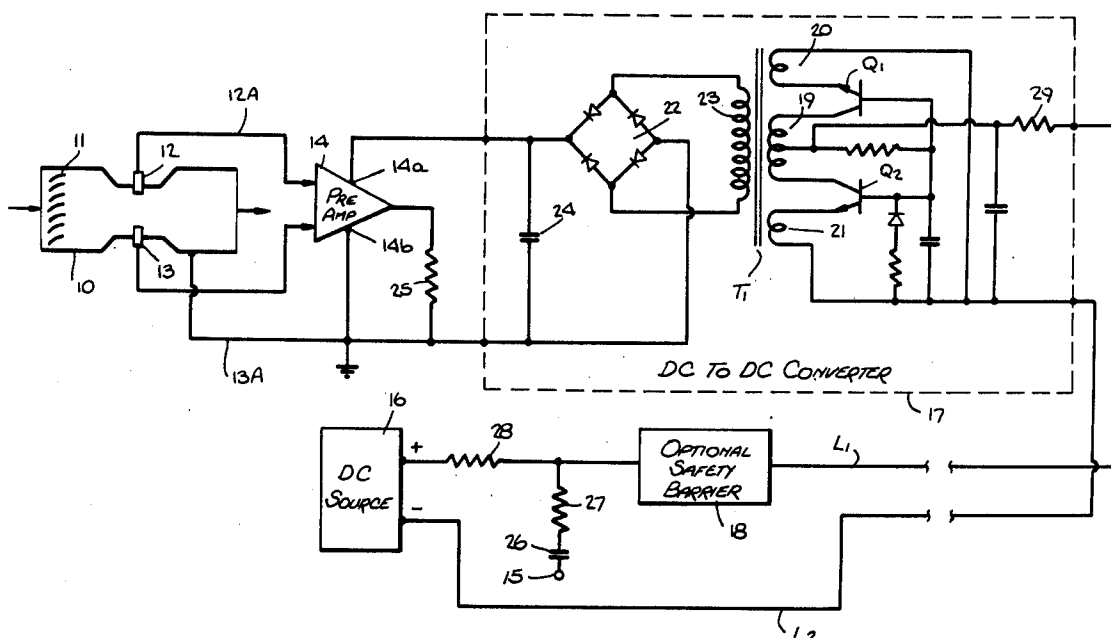 12A
11
12
14
PRE
AMP
14a
14b
13
10
25
13A
24
22
23
T1
20
Q1
19
Q2
21
29
DC TO DC CONVERTER
17
16
DC
SOURCE
+
-
28
27
26
15
OPTIONAL
SAFETY
BARRIER
18
L1
L2